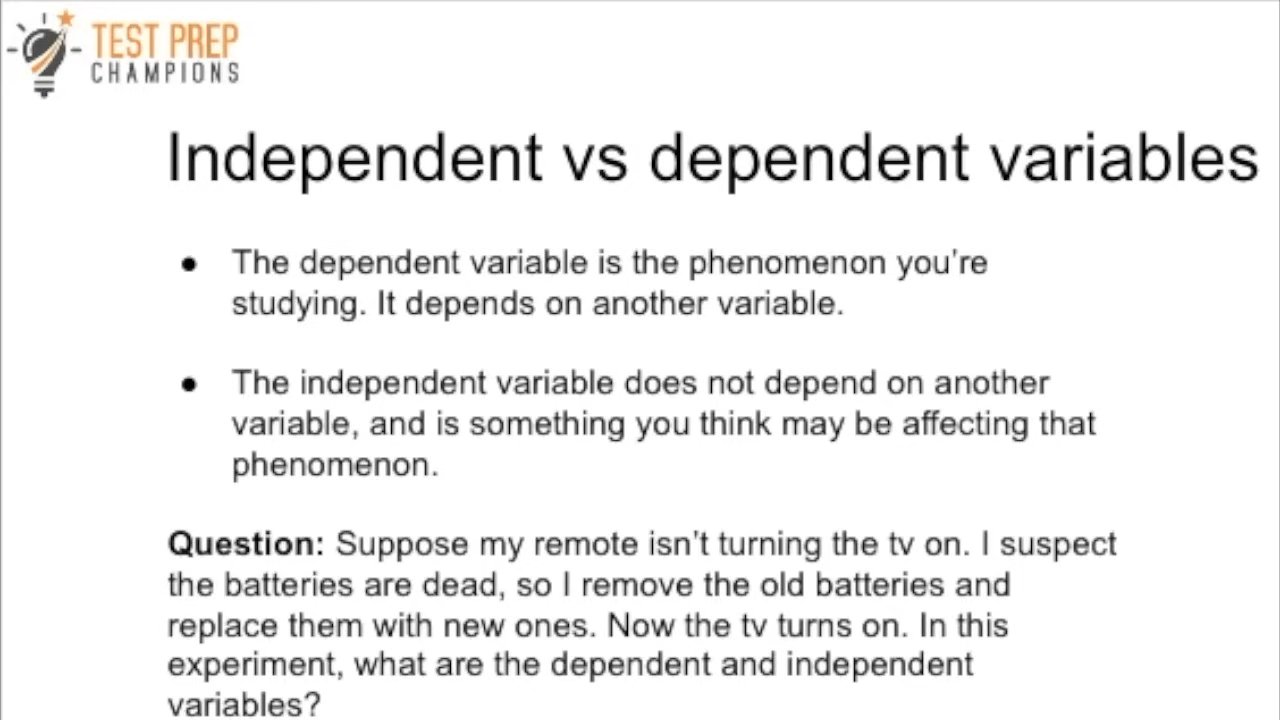 TEST PREP
CHAMPIONS
Independent vs dependent variables
● The dependent variable is the phenomenon you're
studying. It depends on another variable.
● The independent variable does not depend on another
variable, and is something you think may be affecting that
phenomenon.
Question: Suppose my remote isn't turning the tv on. I suspect
the batteries are dead, so I remove the old batteries and
replace them with new ones. Now the tv turns on. In this
experiment, what are the dependent and independent
variables?